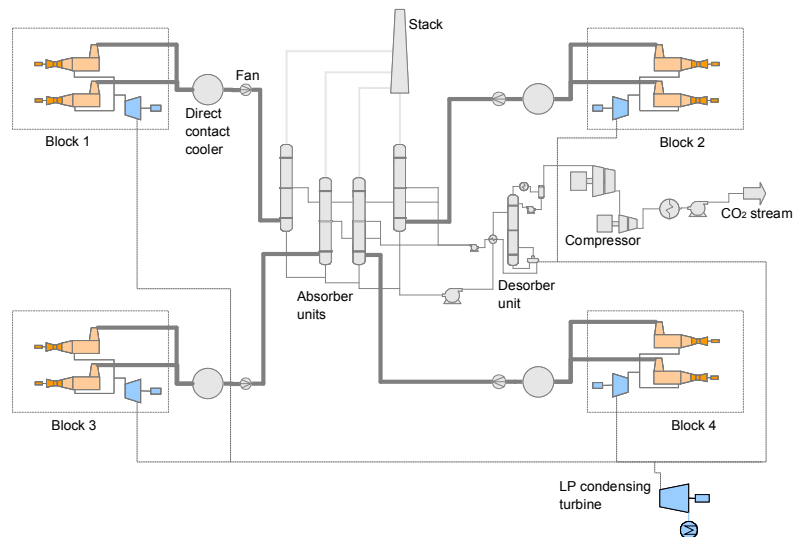 Stack
Fan
Direct
contact
cooler
Block 1
Block 2
Compressor
CO₂ stream
Absorber
units
Desorber
unit
Block 3
Block 4
LP condensing
turbine